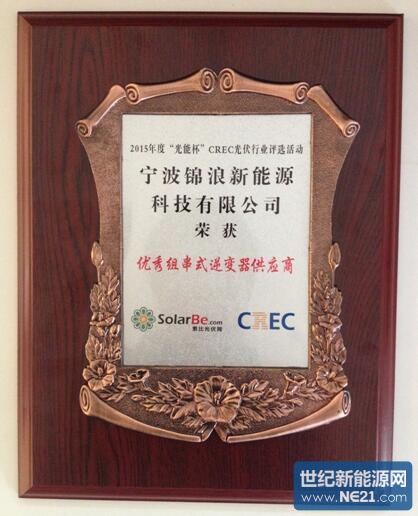 2015年度“光能杯”CREC光伏行业评选活动
宁波锦浪新能源
科技有限公司
荣获
优秀组串式逆变器供应商
SolarBe.com
索比光伏网
CREC
世纪新能源网
www.NE21.com